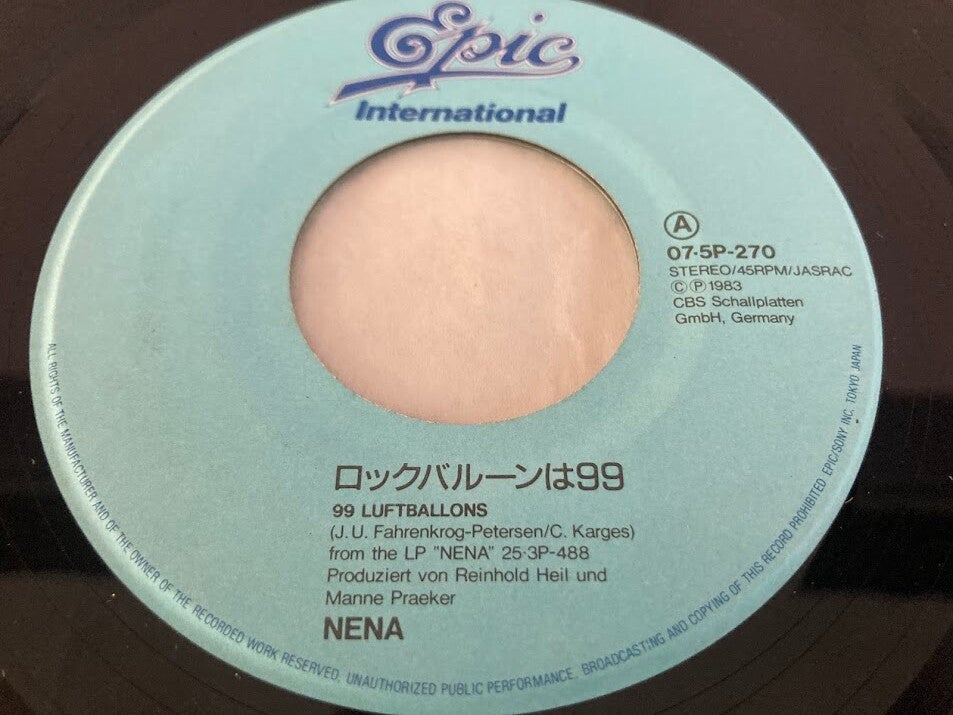 Epic
International
A
07·5P-270
STEREO/45RPM/JASRAC
ⒸⓅ1983
CBS Schallplatten
GmbH, Germany
ロックバルーンは99
99 LUFTBALLONS
(J. U. Fahrenkrog-Petersen/C. Karges)
from the LP "NENA" 25·3P-488
Produziert von Reinhold Heil und
Manne Praeker
NENA
ALL RIGHTS OF THE MANUFACTURER AND OF THE OWNER OF THE RECORDED WORK RESERVED. UNAUTHORIZED PUBLIC PERFORMANCE, BROADCASTING AND COPYING OF THIS RECORD PROHIBITED EPIC/SONY INC. TOKYO JAPAN